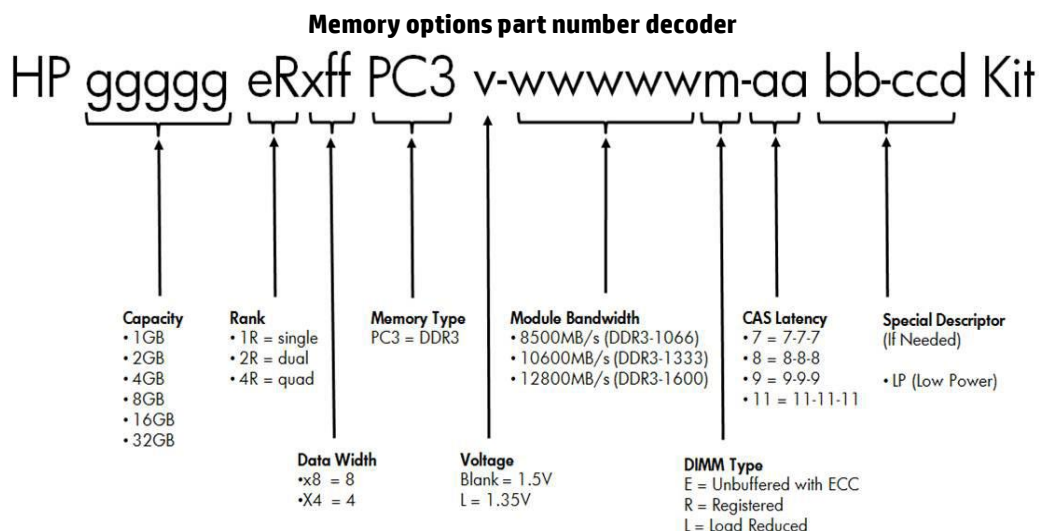 Memory options part number decoder
HP ggggg eRxff PC3 v-wwwwwm-aa bb-ccd Kit
Capacity
• 1GB
• 2GB
• 4GB
• 8GB
• 16GB
• 32GB
Rank
• 1R = single
• 2R = dual
• 4R = quad
Memory Type
PC3 = DDR3
Module Bandwidth
• 8500MB/s (DDR3-1066)
• 10600MB/s (DDR3-1333)
• 12800MB/s (DDR3-1600)
CAS Latency
• 7 = 7-7-7
• 8 = 8-8-8
• 9 = 9-9-9
• 11 = 11-11-11
Special Descriptor
(If Needed)
• LP (Low Power)
Data Width
•x8 = 8
•X4 = 4
Voltage
Blank = 1.5V
L = 1.35V
DIMM Type
E = Unbuffered with ECC
R = Registered
L = Load Reduced